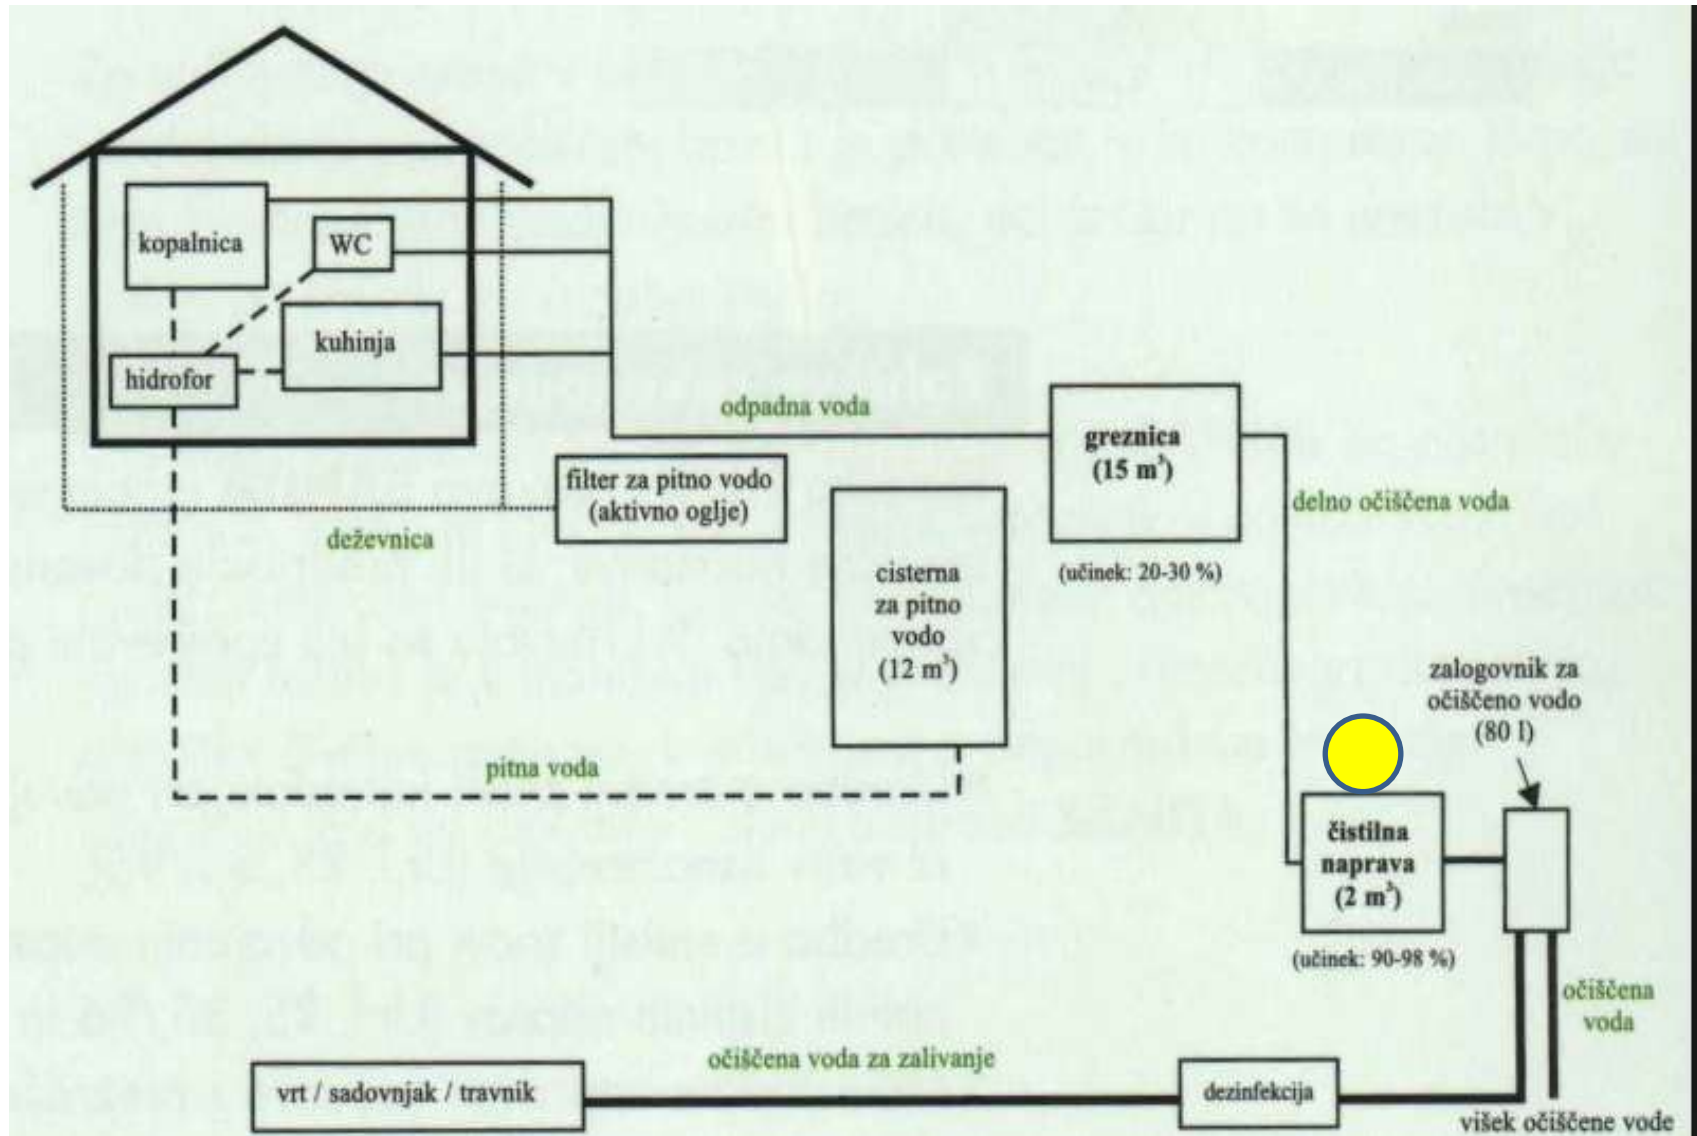 kopalnica
WC
kuhinja
hidrofor
odpadna voda
greznica
(15 m³)
(učinek: 20-30 %)
filter za pitno vodo
(aktivno oglje)
deževnica
delno očiščena voda
cisterna
za pitno
vodo
(12 m³)
pitna voda
zalogovnik za
očiščeno vodo
(80 l)
čistilna
naprava
(2 m³)
(učinek: 90-98 %)
očiščena
voda
očiščena voda za zalivanje
vrt / sadovnjak / travnik
dezinfekcija
višek očiščene vode